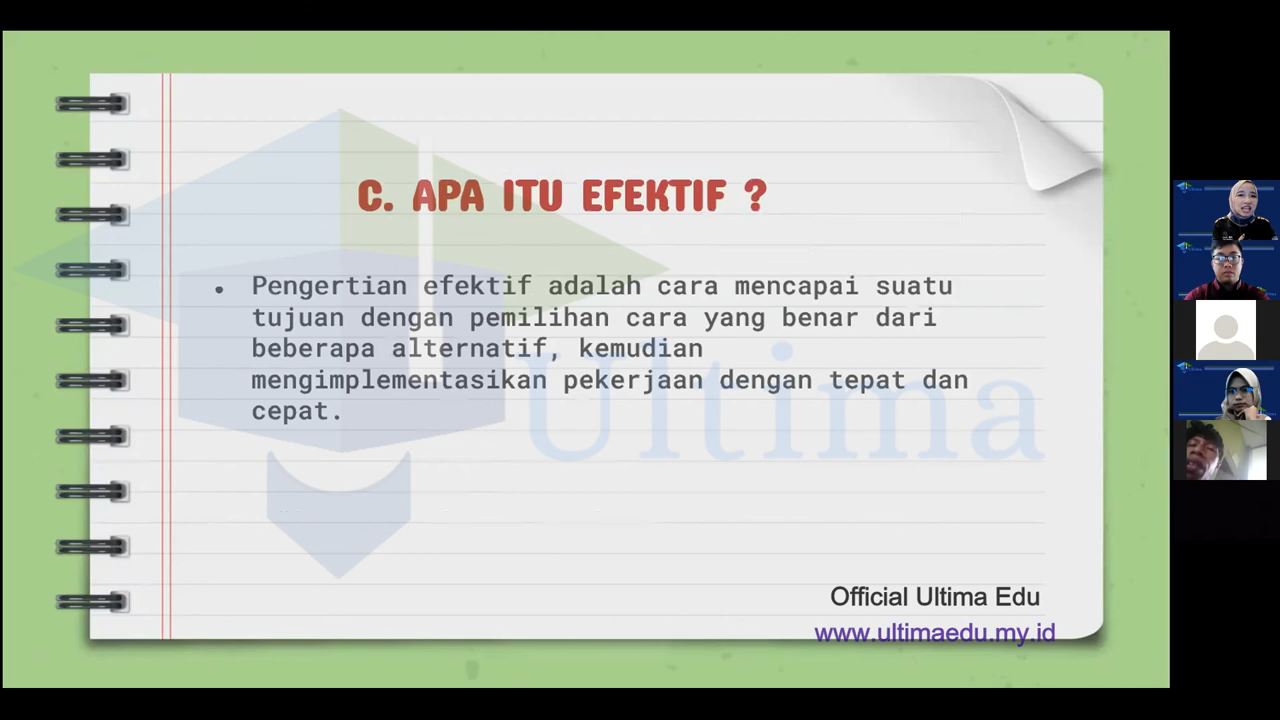 C. APA ITU EFEKTIF ?
• Pengertian efektif adalah cara mencapai suatu
tujuan dengan pemilihan cara yang benar dari
beberapa alternatif, kemudian
mengimplementasikan pekerjaan dengan tepat dan
cepat.
Ultima
Official Ultima Edu
www.ultimaedu.my.id